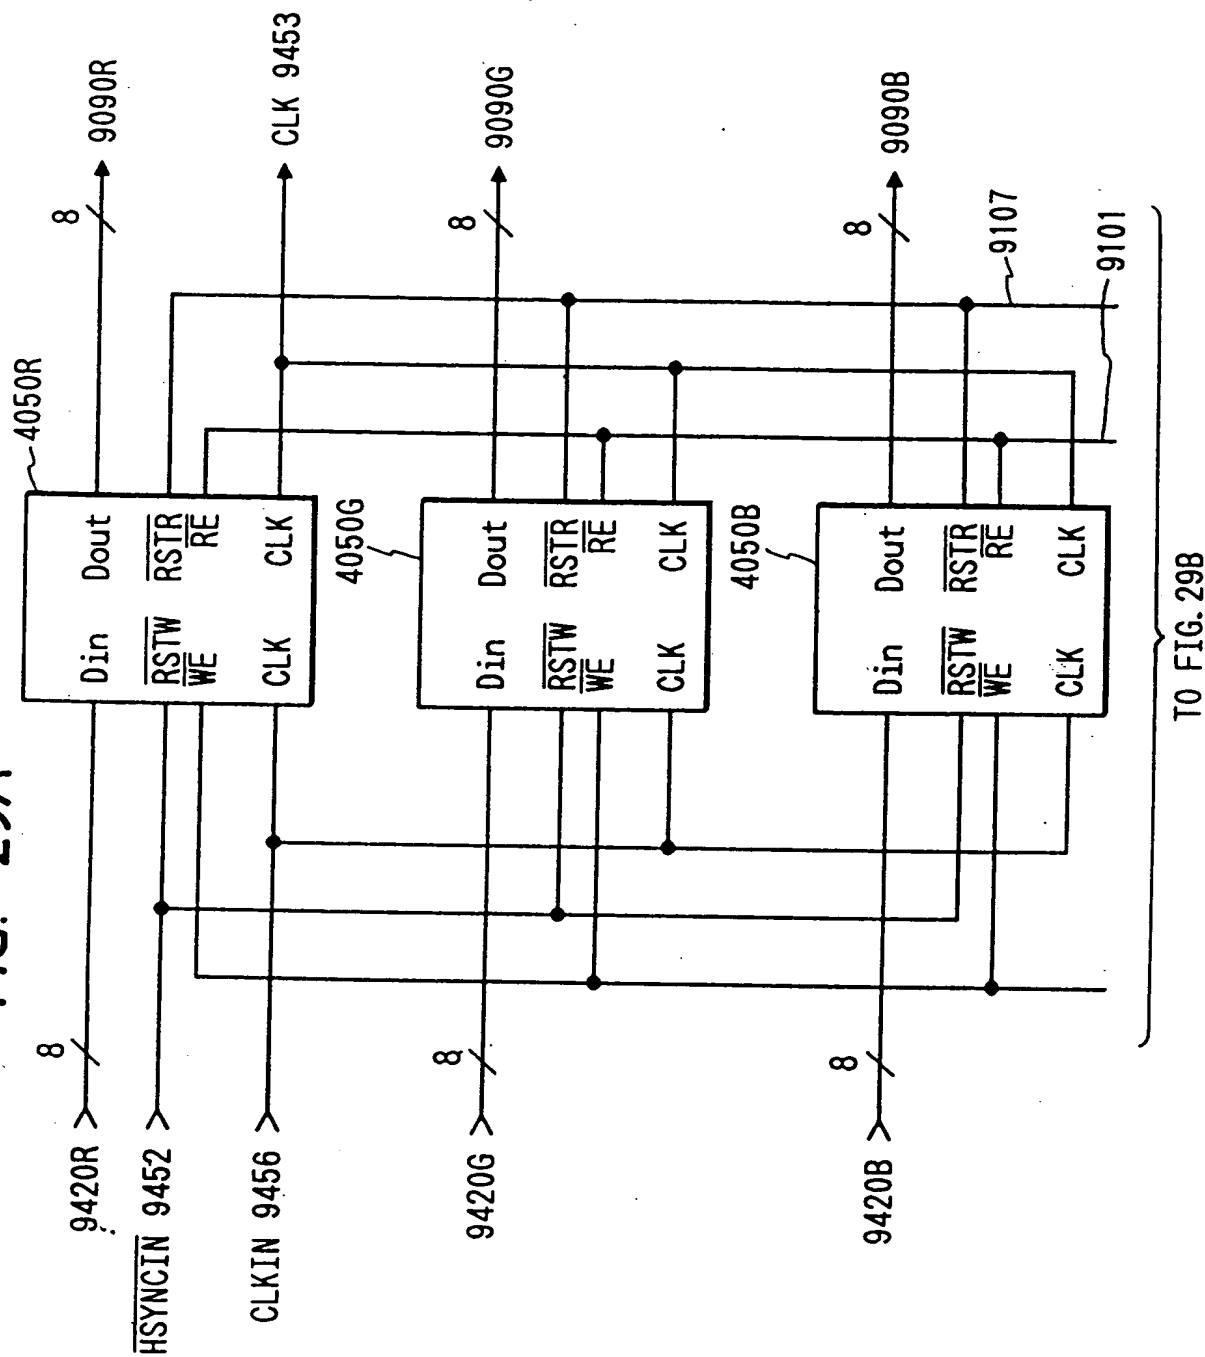 FIG. 29A
4050R
9420R
8
Din
Dout
8
9090R
HSYNCIN 9452
RSTW
RSTR
WE
RE
CLKIN 9456
CLK
CLK
CLK 9453
4050G
9420G
8
Din
Dout
8
9090G
RSTW
RSTR
WE
RE
CLK
CLK
4050B
9420B
8
Din
Dout
8
9090B
RSTW
RSTR
WE
RE
CLK
CLK
9107
9101
TO FIG. 29B